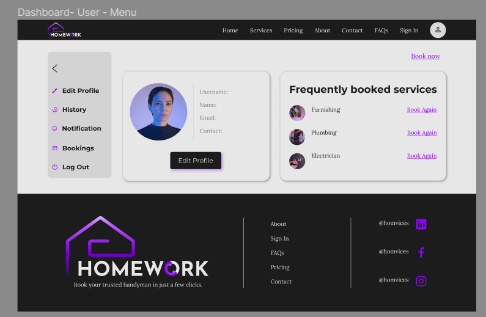 Dashboard- User - Menu
HOMEWORK
Home Services Pricing About Contact FAQs Sign In
Book now
Edit Profile
History
Notification
Bookings
Log Out
Username:
Name:
Email:
Contact:
Edit Profile
Frequently booked services
Furnishing Book Again
Plumbing Book Again
Electrician Book Again
HOMEWORK
Book your trusted handyman in just a few clicks.
About
Sign In
FAQs
Pricing
Contact
@homvices
@homvices
@homvices